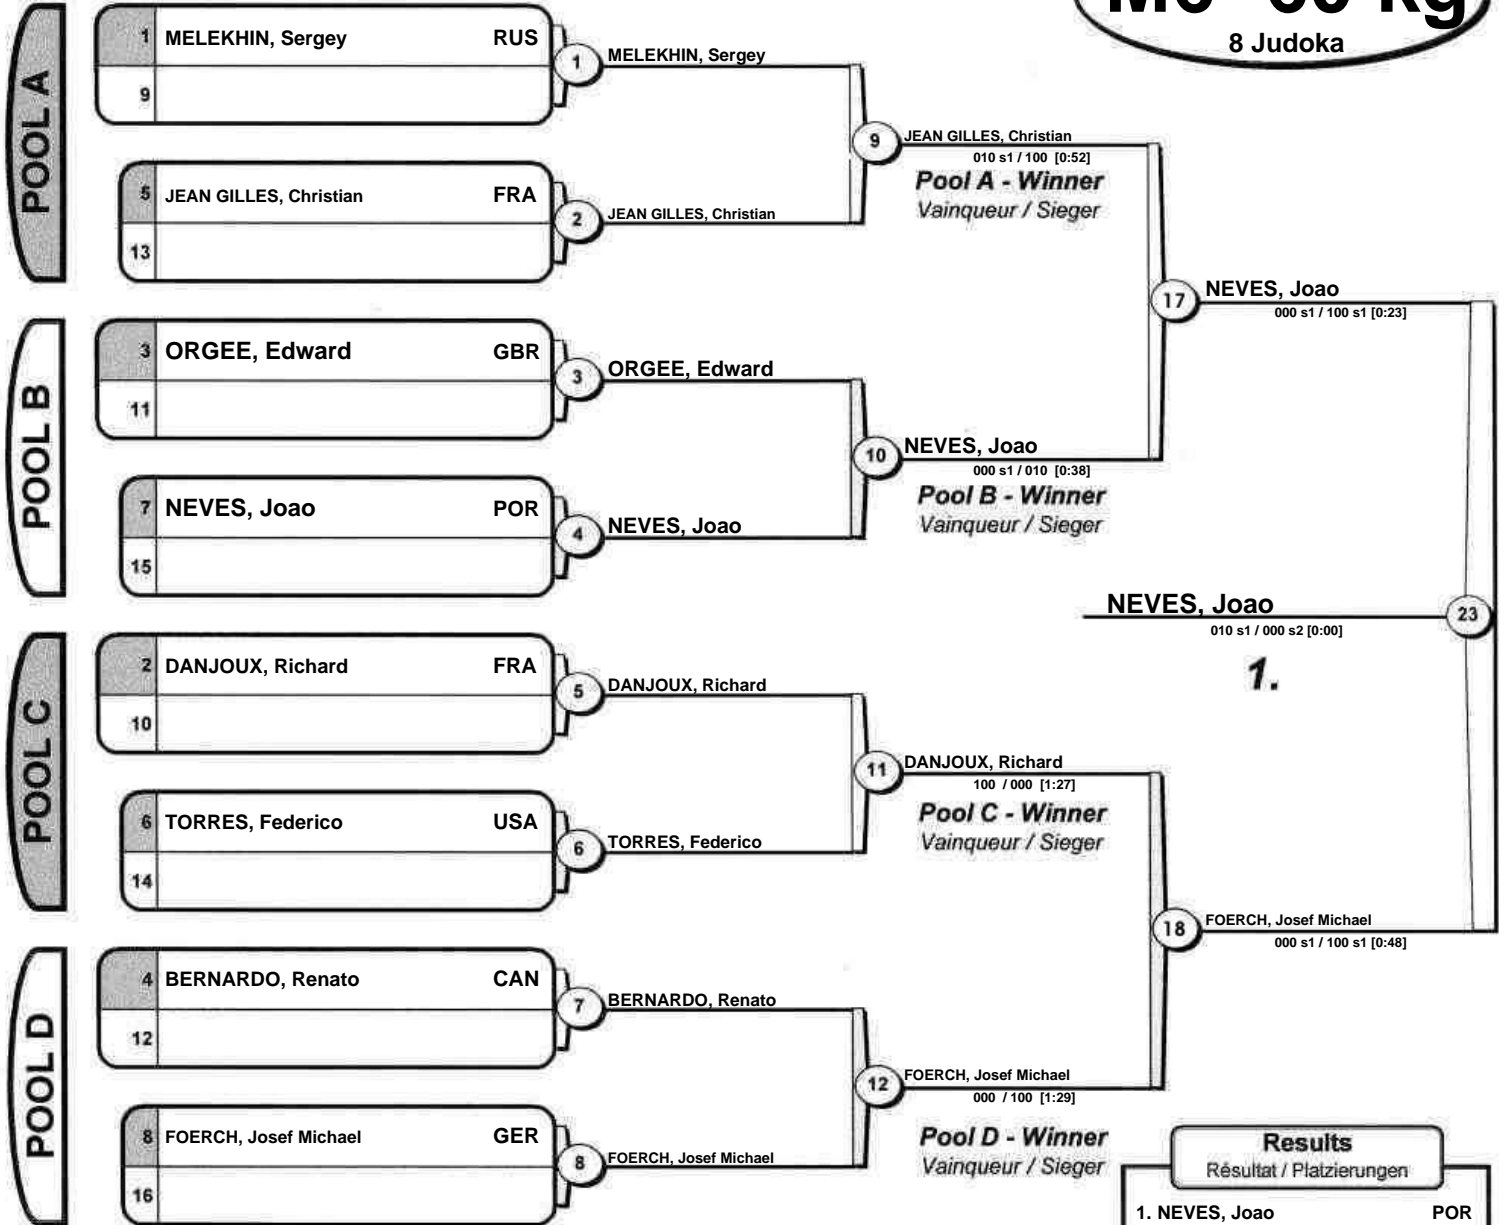 M6 -60 kg
8 Judoka
POOL A
1 MELEKHIN, Sergey RUS
9
1 MELEKHIN, Sergey
5 JEAN GILLES, Christian FRA
13
2 JEAN GILLES, Christian
9 JEAN GILLES, Christian
010 s1 / 100 [0:52]
Pool A - Winner
Vainqueur / Sieger
POOL B
3 ORGEE, Edward GBR
11
3 ORGEE, Edward
7 NEVES, Joao POR
15
4 NEVES, Joao
10 NEVES, Joao
000 s1 / 010 [0:38]
Pool B - Winner
Vainqueur / Sieger
17 NEVES, Joao
000 s1 / 100 s1 [0:23]
NEVES, Joao 23
010 s1 / 000 s2 [0:00]
1.
POOL C
2 DANJOUX, Richard FRA
10
5 DANJOUX, Richard
6 TORRES, Federico USA
14
6 TORRES, Federico
11 DANJOUX, Richard
100 / 000 [1:27]
Pool C - Winner
Vainqueur / Sieger
POOL D
4 BERNARDO, Renato CAN
12
7 BERNARDO, Renato
8 FOERCH, Josef Michael GER
16
8 FOERCH, Josef Michael
12 FOERCH, Josef Michael
000 / 100 [1:29]
Pool D - Winner
Vainqueur / Sieger
18 FOERCH, Josef Michael
000 s1 / 100 s1 [0:48]
Results
Résultat / Platzierungen
1. NEVES, Joao POR